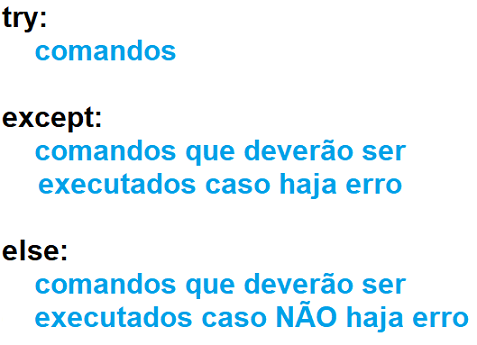 try:
comandos
except:
comandos que deverão ser
executados caso haja erro
else:
comandos que deverão ser
executados caso NÃO haja erro